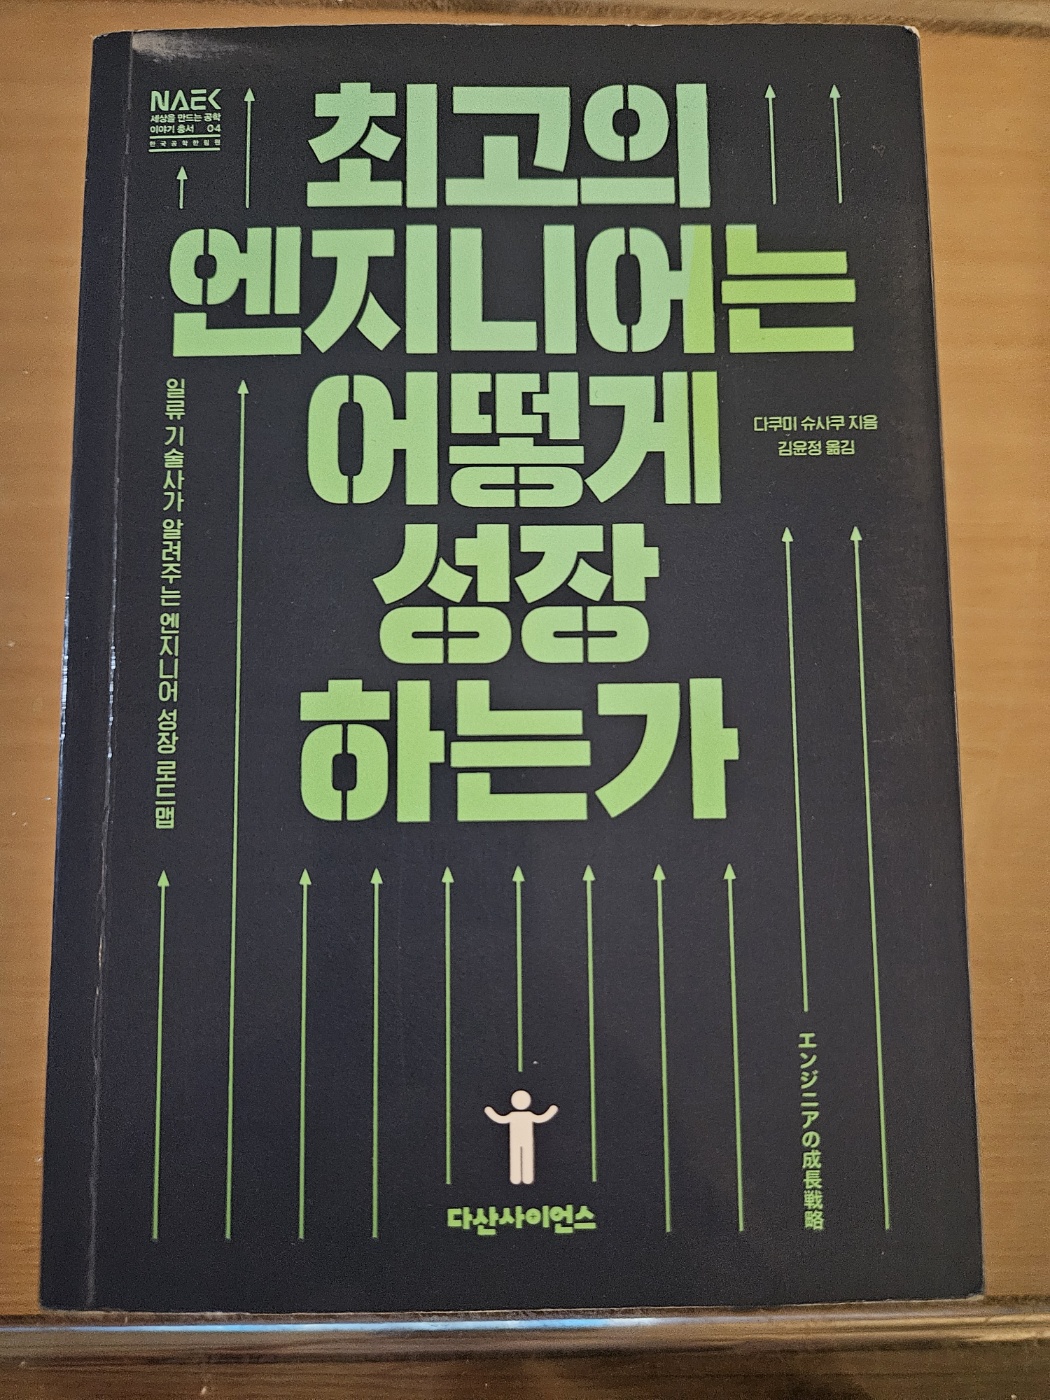 NAEK
세상을 만드는 공학
이야기 총서 04
한국공학한림원
최고의
엔지니어는
어떻게
성장
하는가
다쿠미 슈사쿠 지음
김윤정 옮김
일류 기술사가 알려주는 엔지니어 성장 로드맵
エンジニアの成長戦略
다산사이언스